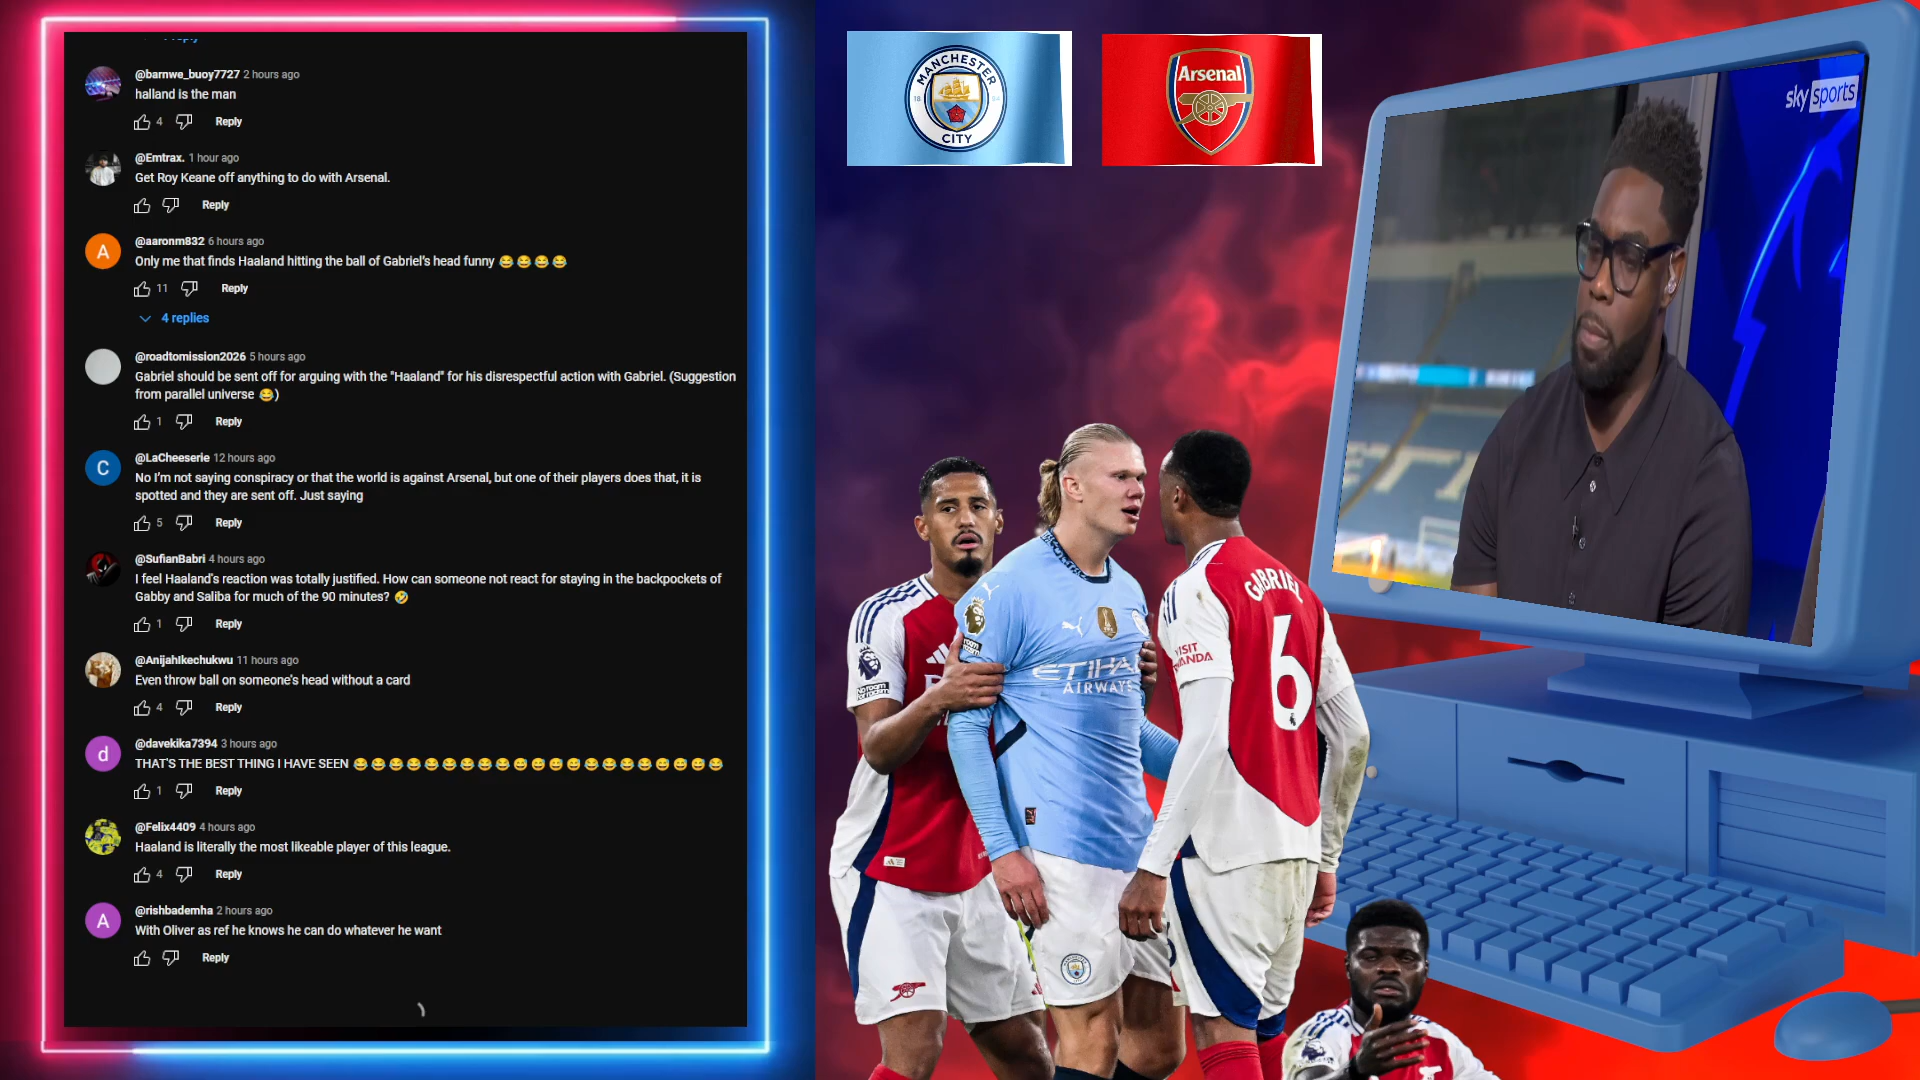 @barnwe_buoy7727 2 hours ago
halland is the man
4 Reply
@Emtrax. 1 hour ago
Get Roy Keane off anything to do with Arsenal.
Reply
A
@aaronm832 6 hours ago
Only me that finds Haaland hitting the ball of Gabriel's head funny 😂😂😂😂
11 Reply
4 replies
@roadtomission2026 5 hours ago
Gabriel should be sent off for arguing with the "Haaland" for his disrespectful action with Gabriel. (Suggestion
from parallel universe 😂)
1 Reply
C
@LaCheeserie 12 hours ago
No I'm not saying conspiracy or that the world is against Arsenal, but one of their players does that, it is
spotted and they are sent off. Just saying
5 Reply
@SufianBabri 4 hours ago
I feel Haaland's reaction was totally justified. How can someone not react for staying in the backpockets of
Gabby and Saliba for much of the 90 minutes? 🤣
1 Reply
@AnijahIkechukwu 11 hours ago
Even throw ball on someone's head without a card
4 Reply
d
@davekika7394 3 hours ago
THAT'S THE BEST THING I HAVE SEEN 😂😂😂😂😂😂😂😂😂😅😅😅😅😂😂😂😂😅😅😅😂
1 Reply
@Felix4409 4 hours ago
Haaland is literally the most likeable player of this league.
4 Reply
A
@rishbademha 2 hours ago
With Oliver as ref he knows he can do whatever he want
Reply
MANCHESTER
18 94
CITY
Arsenal
sky sports
GABRIEL
6
VISIT
ETIHA
AIRWAYS